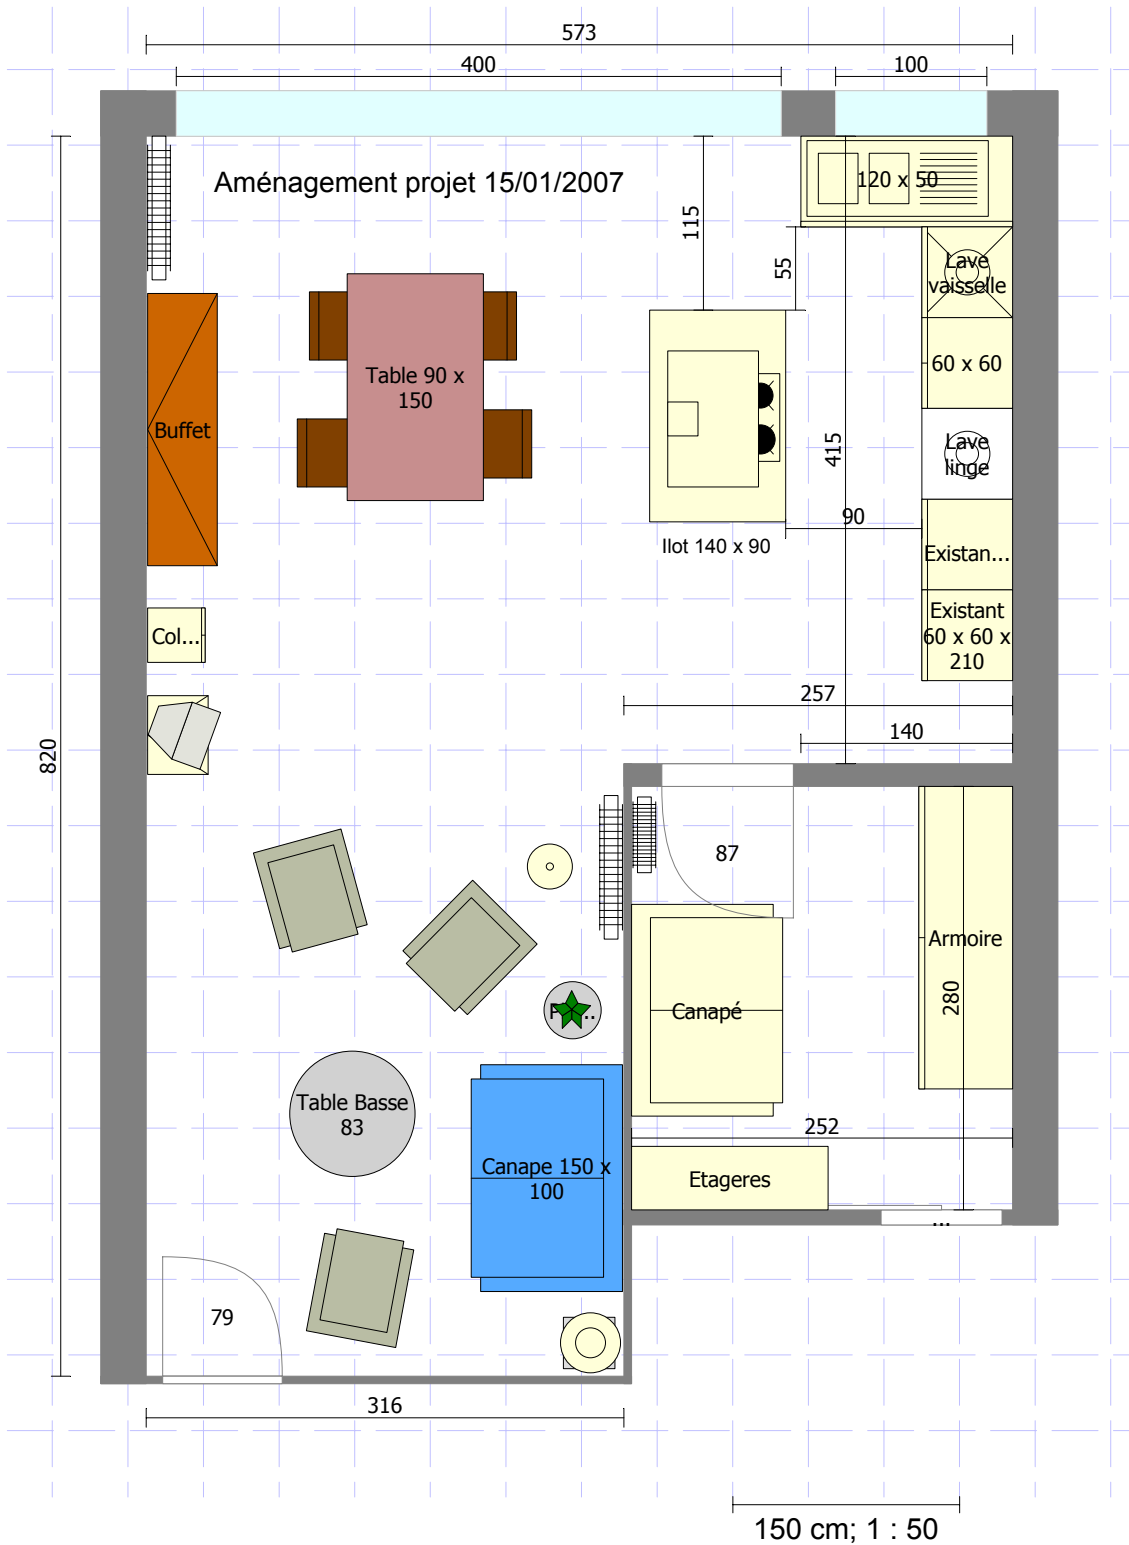 573
400
100
Aménagement projet 15/01/2007
120 x 50
115
55
Lave
vaisselle
60 x 60
Table 90 x
150
Buffet
415
Lave
linge
90
Ilot 140 x 90
Existan...
Existant
60 x 60 x
210
Col...
257
140
820
87
Armoire
280
Canapé
Table Basse
83
252
Canape 150 x
100
Etageres
...
79
316
150 cm; 1 : 50